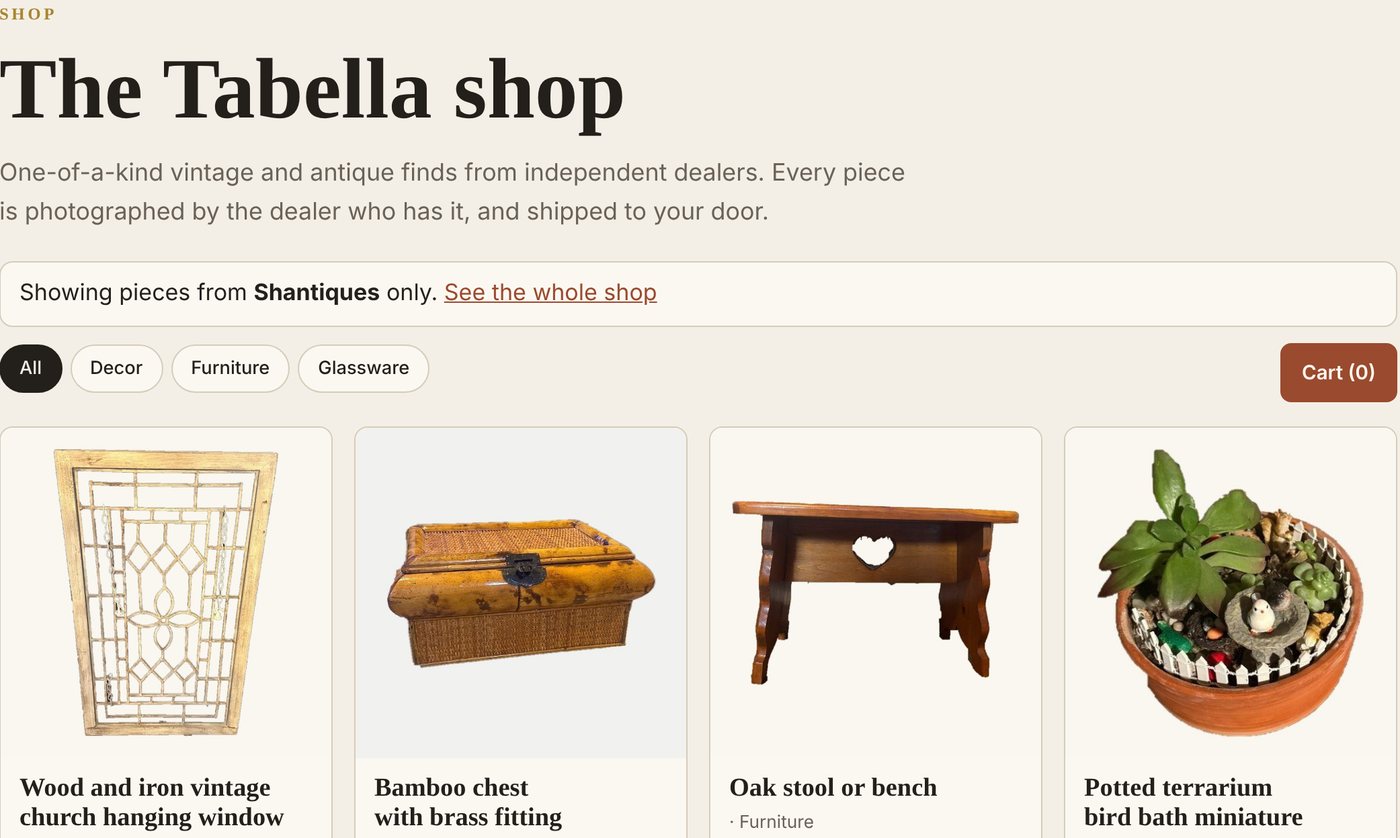 SHOP
The Tabella shop
One-of-a-kind vintage and antique finds from independent dealers. Every piece
is photographed by the dealer who has it, and shipped to your door.
Showing pieces from Shantiques only. See the whole shop
All
Decor
Furniture
Glassware
Cart (0)
Wood and iron vintage
church hanging window
Bamboo chest
with brass fitting
Oak stool or bench
· Furniture
Potted terrarium
bird bath miniature